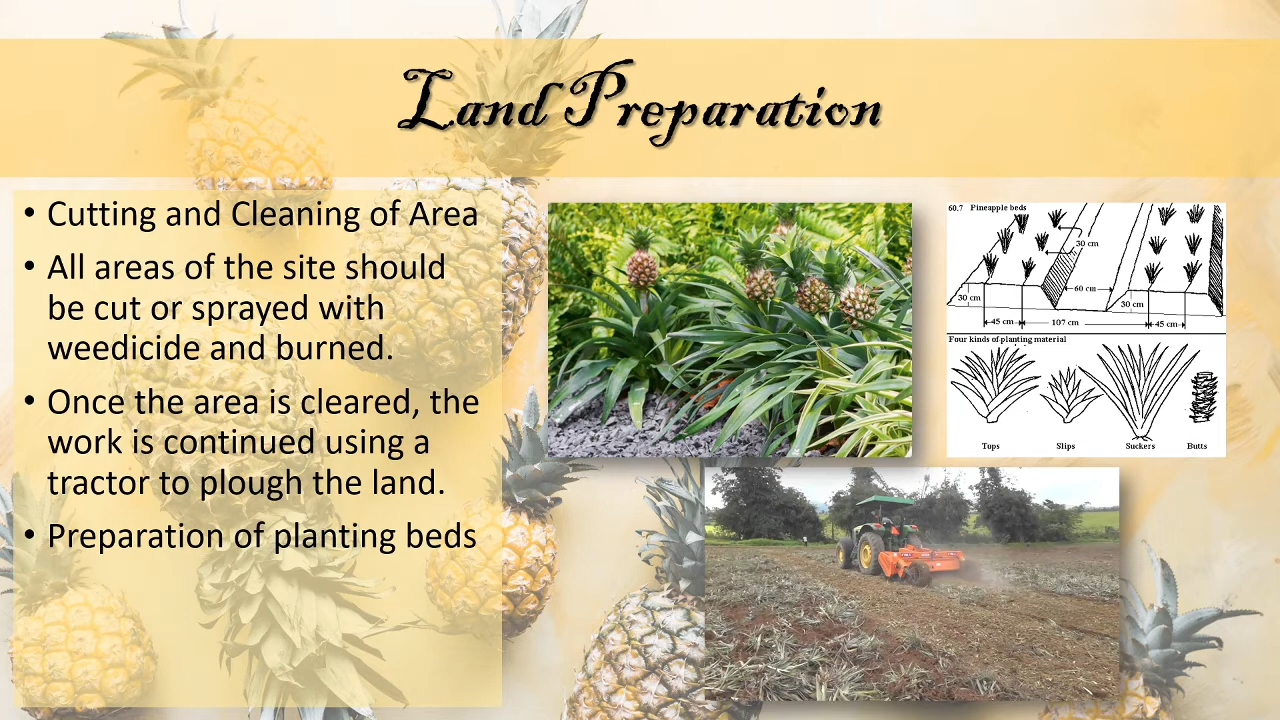 Land Preparation
• Cutting and Cleaning of Area
• All areas of the site should
be cut or sprayed with
weedicide and burned.
• Once the area is cleared, the
work is continued using a
tractor to plough the land.
• Preparation of planting beds
60.7 Pineapple beds
30 cm
60 cm
30 cm
30 cm
45 cm
107 cm
45 cm
Four kinds of planting material
Tops Slips Suckers Butts